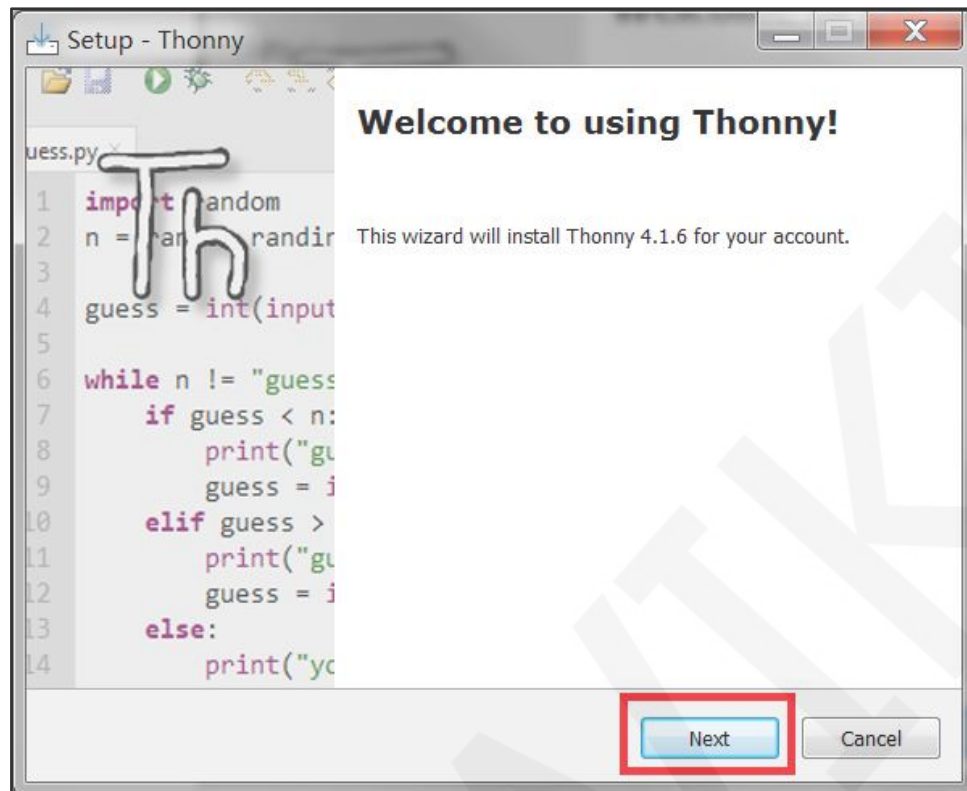 Setup - Thonny
uess.py
Th
Welcome to using Thonny!
This wizard will install Thonny 4.1.6 for your account.
1 import random
2 n = randir
3
4 guess = int(input
5
6 while n != "guess
7 if guess < n:
8 print("gu
9 guess = i
10 elif guess >
11 print("gu
12 guess = i
13 else:
14 print("yo
Next
Cancel